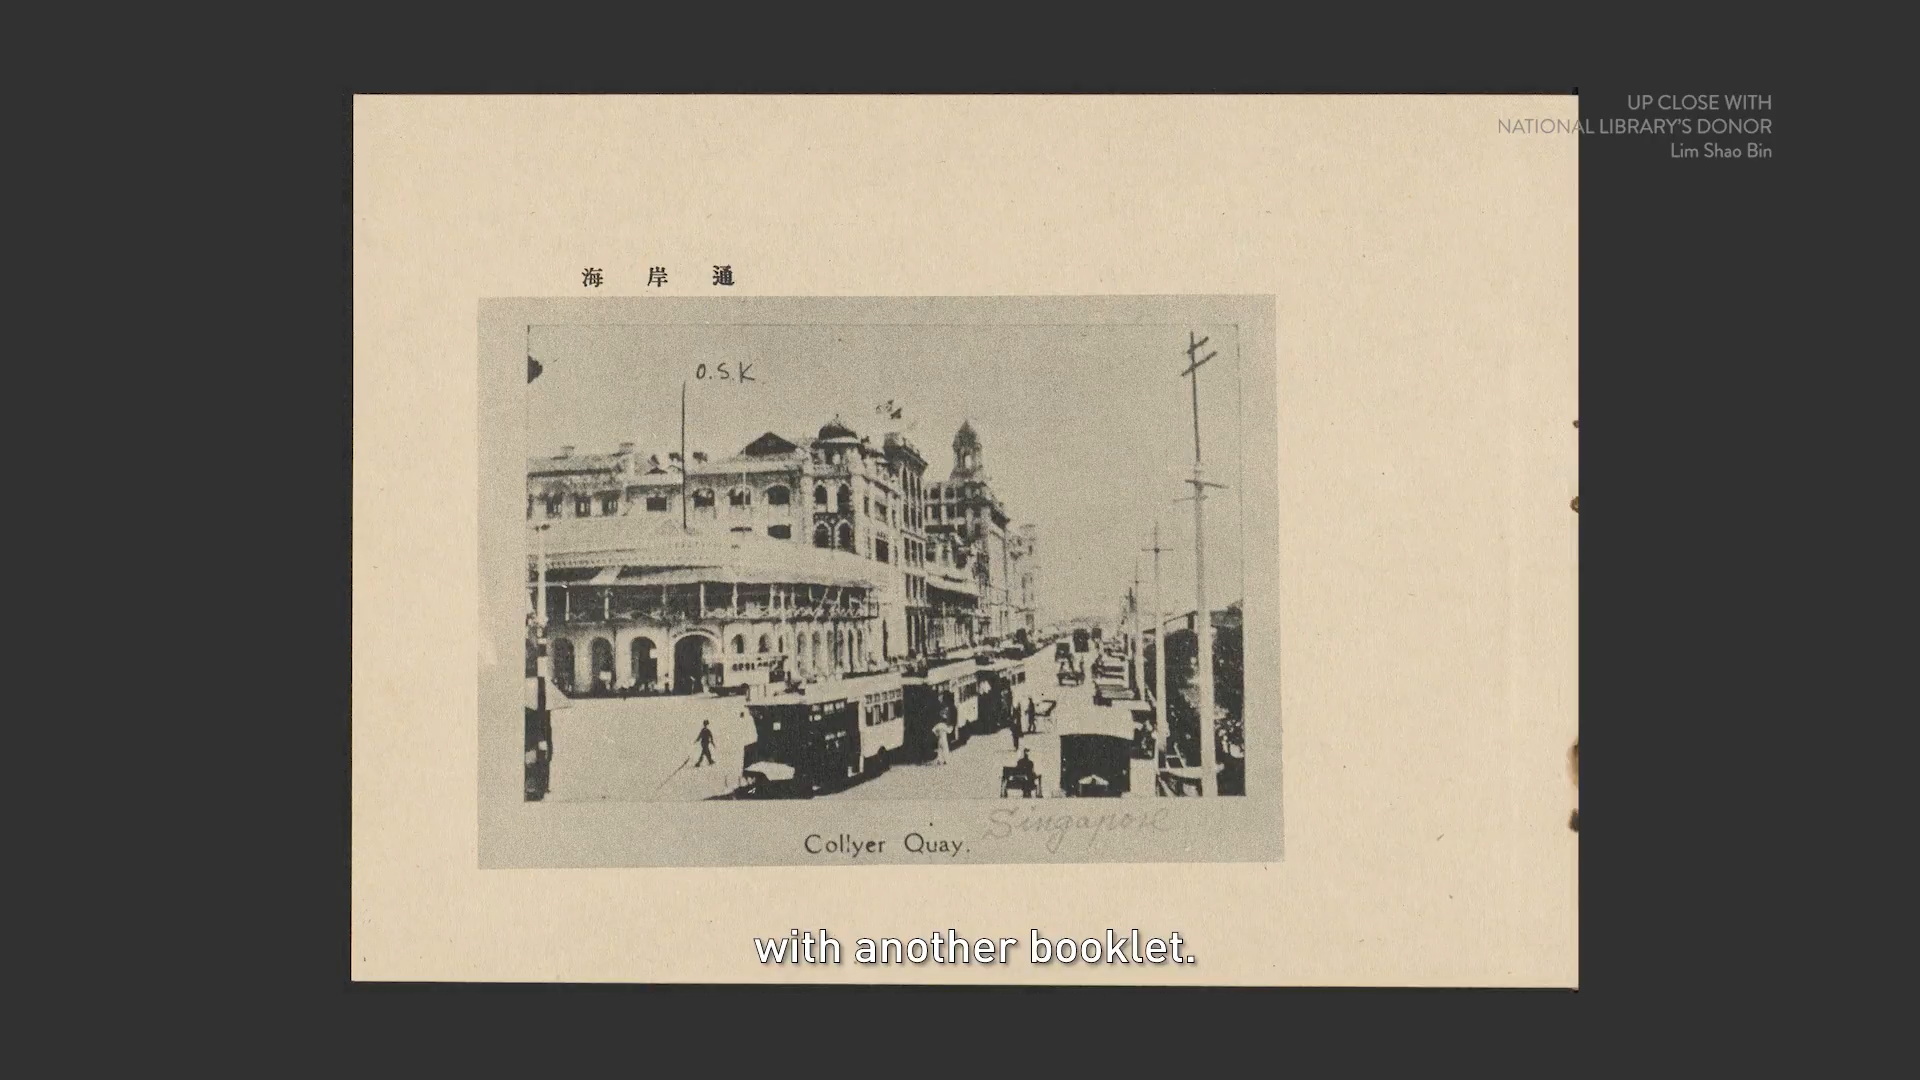 UP CLOSE WITH
NATIONAL LIBRARY'S DONOR
Lim Shao Bin
海 岸 通
O.S.K.
Singapore
Collyer Quay.
with another booklet.